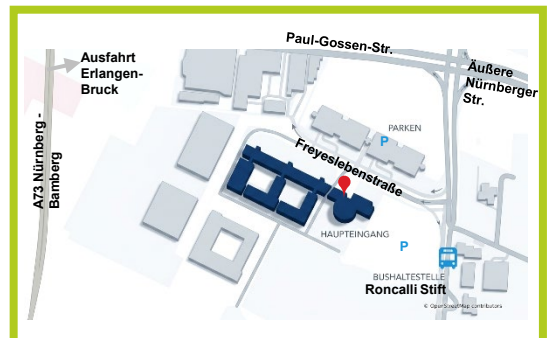 Paul-Gossen-Str.
Ausfahrt
Erlangen-
Bruck
Äußere
Nürnberger
Str.
A73 Nürnberg -
Bamberg
PARKEN
P
Freyeslebenstraße
HAUPTEINGANG
P
BUSHALTESTELLE
Roncalli Stift
© OpenStreetMap contributors